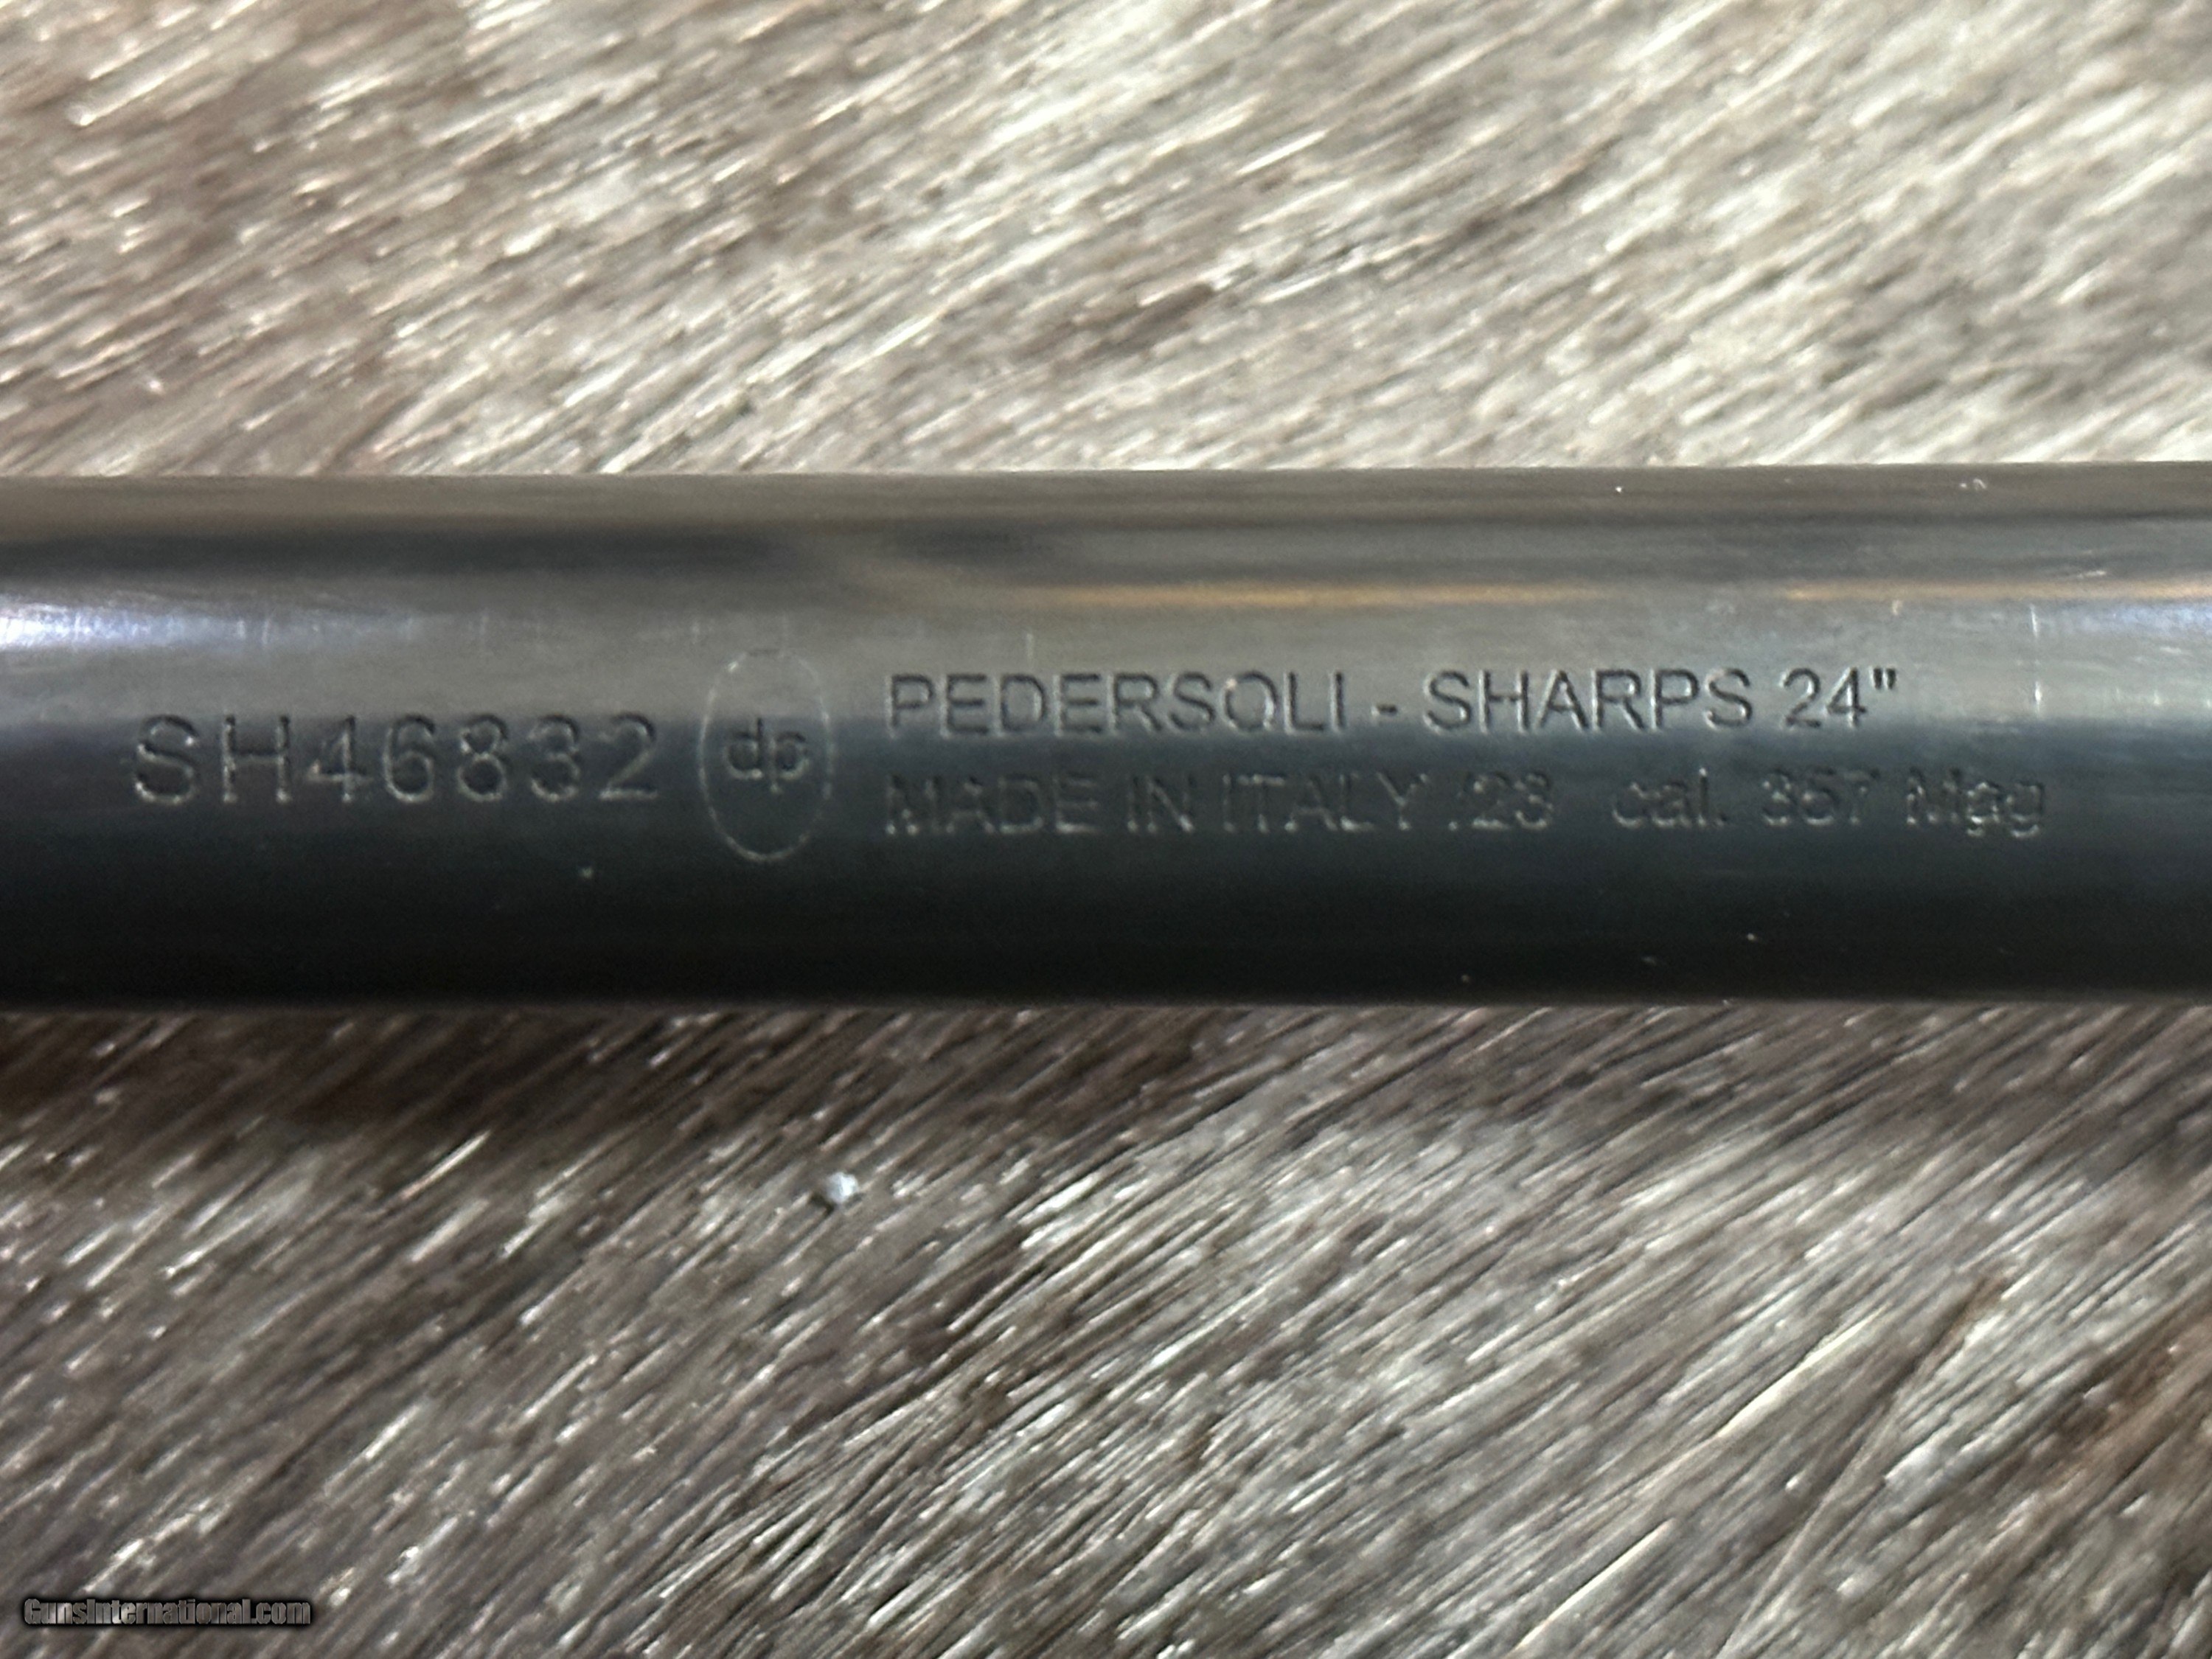 SH46832 dp PEDERSOLI - SHARPS 24"
MADE IN ITALY /23 cal. 357 Mag
GunsInternational.com